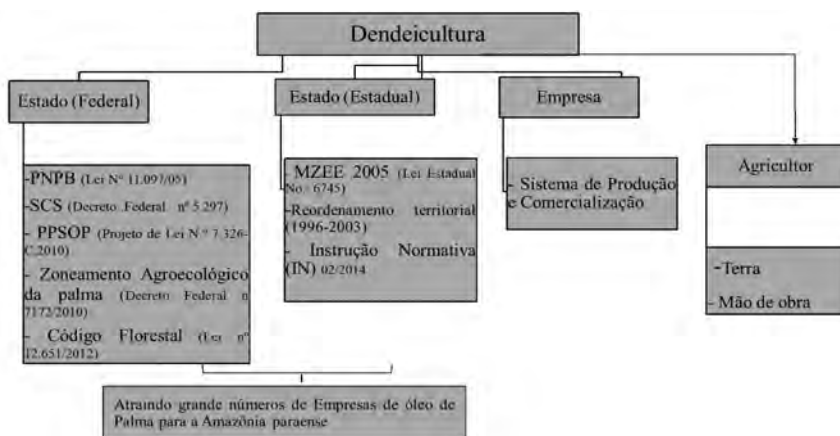 Dendeicultura
Estado (Federal)
Estado (Estadual)
Empresa
Agricultor
-PNPB (Lei Nº 11.097/05)
-SCS (Decreto Federal nº 5.297)
- PPSOP (Projeto de Lei N º 7.326-
C.2010)
- Zoneamento Agroecológico
da palma (Decreto Federal n
7172/2010)
- Código Florestal (Lei nº
12.651/2012)
- MZEE 2005 (Lei Estadual
No. 6745)
-Reordenamento territorial
(1996-2003)
- Instrução Normativa
(IN) 02/2014
- Sistema de Produção
e Comercialização
-Terra
- Mão de obra
Atraindo grande números de Empresas de óleo de
Palma para a Amazônia paraense